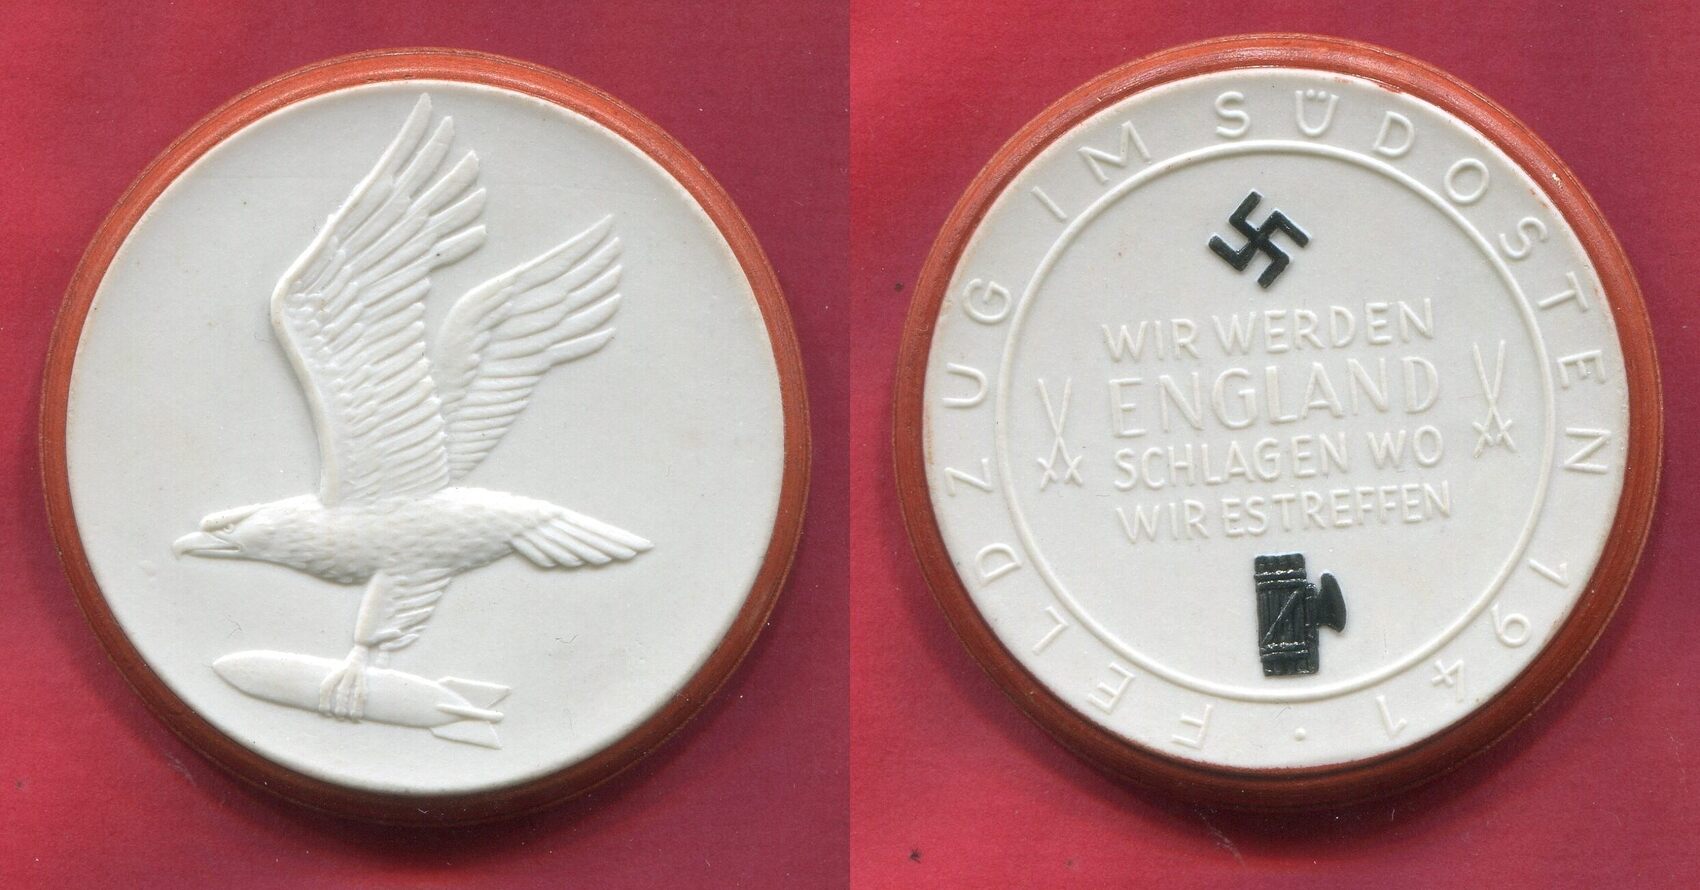 FELDZUG IM SÜDOSTEN 1941 ·
WIR WERDEN
ENGLAND
SCHLAGEN WO
WIR ES TREFFEN